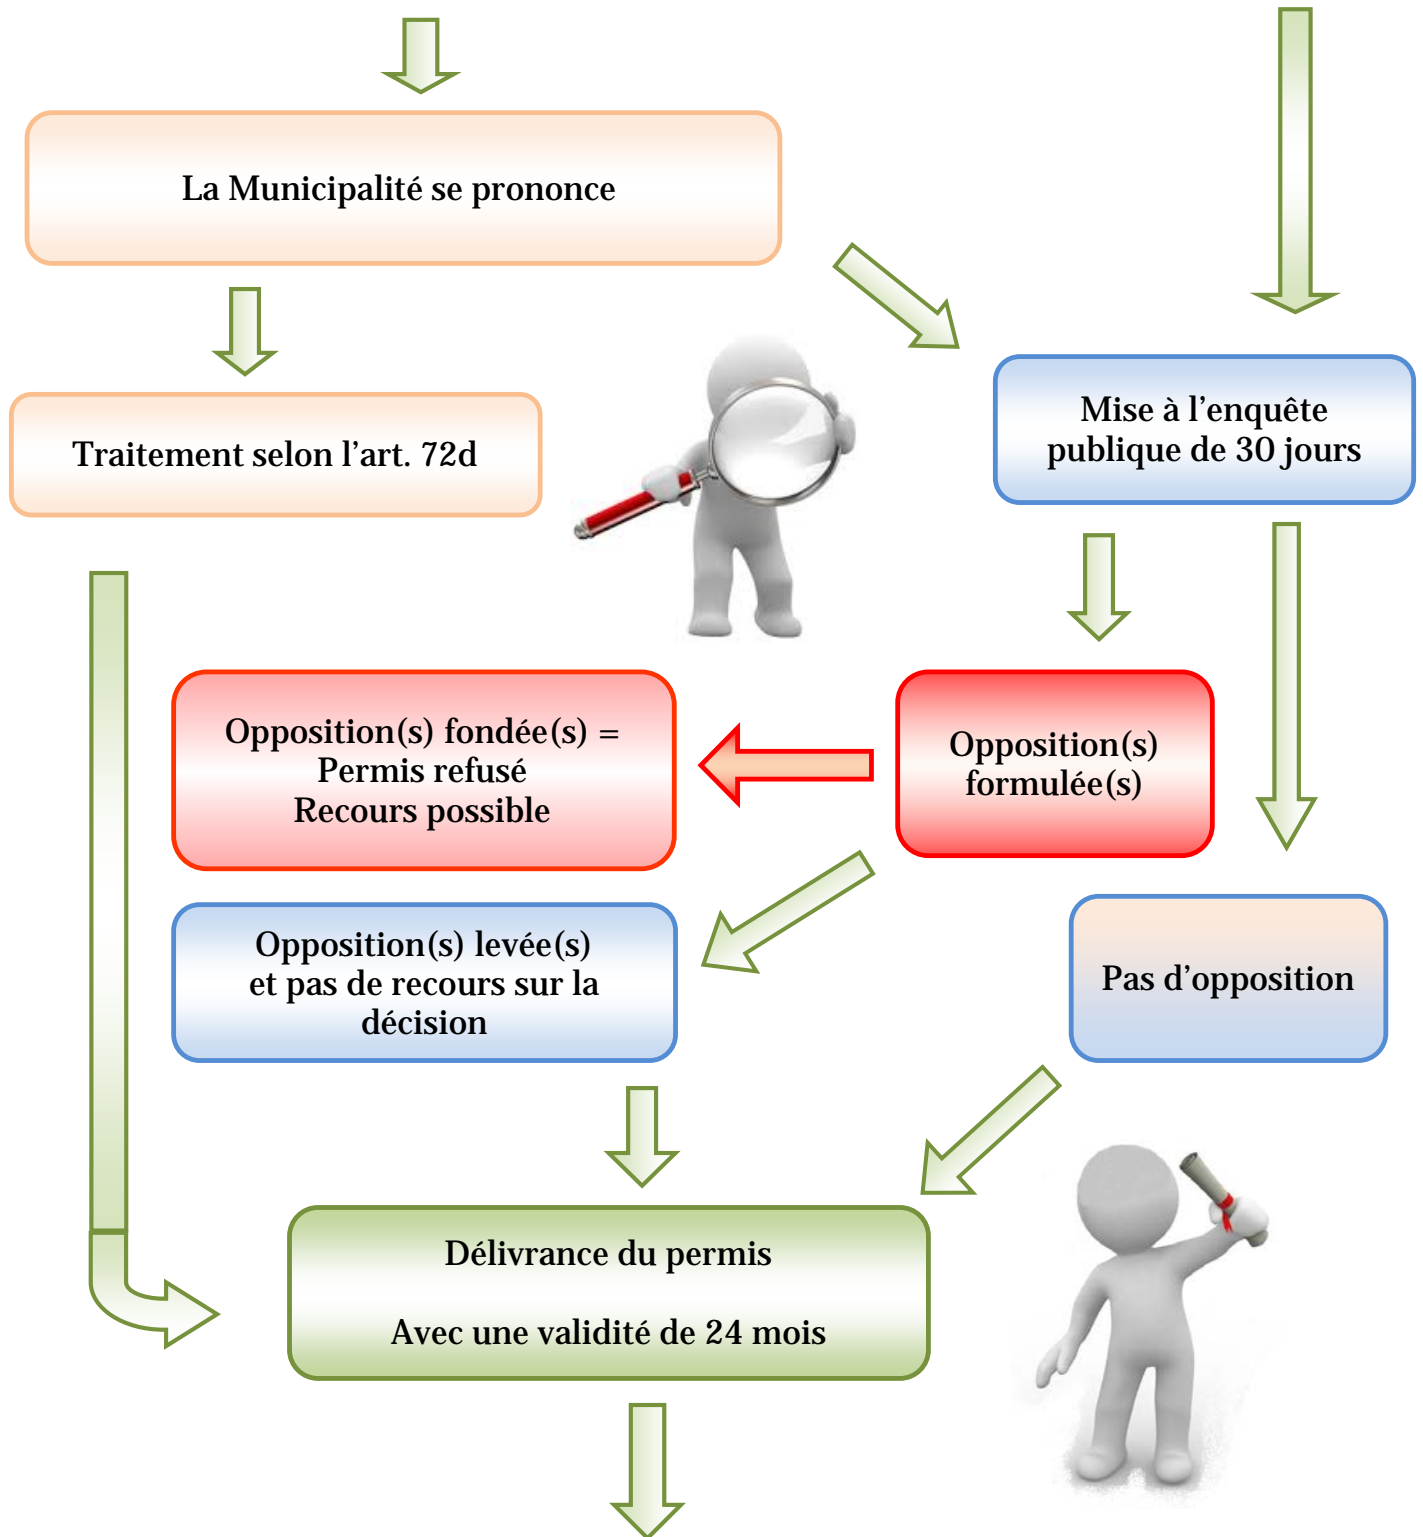 La Municipalité se prononce
Mise à l’enquête
publique de 30 jours
Traitement selon l’art. 72d
Opposition(s) fondée(s) =
Permis refusé
Recours possible
Opposition(s)
formulée(s)
Opposition(s) levée(s)
et pas de recours sur la
décision
Pas d’opposition
Délivrance du permis
Avec une validité de 24 mois